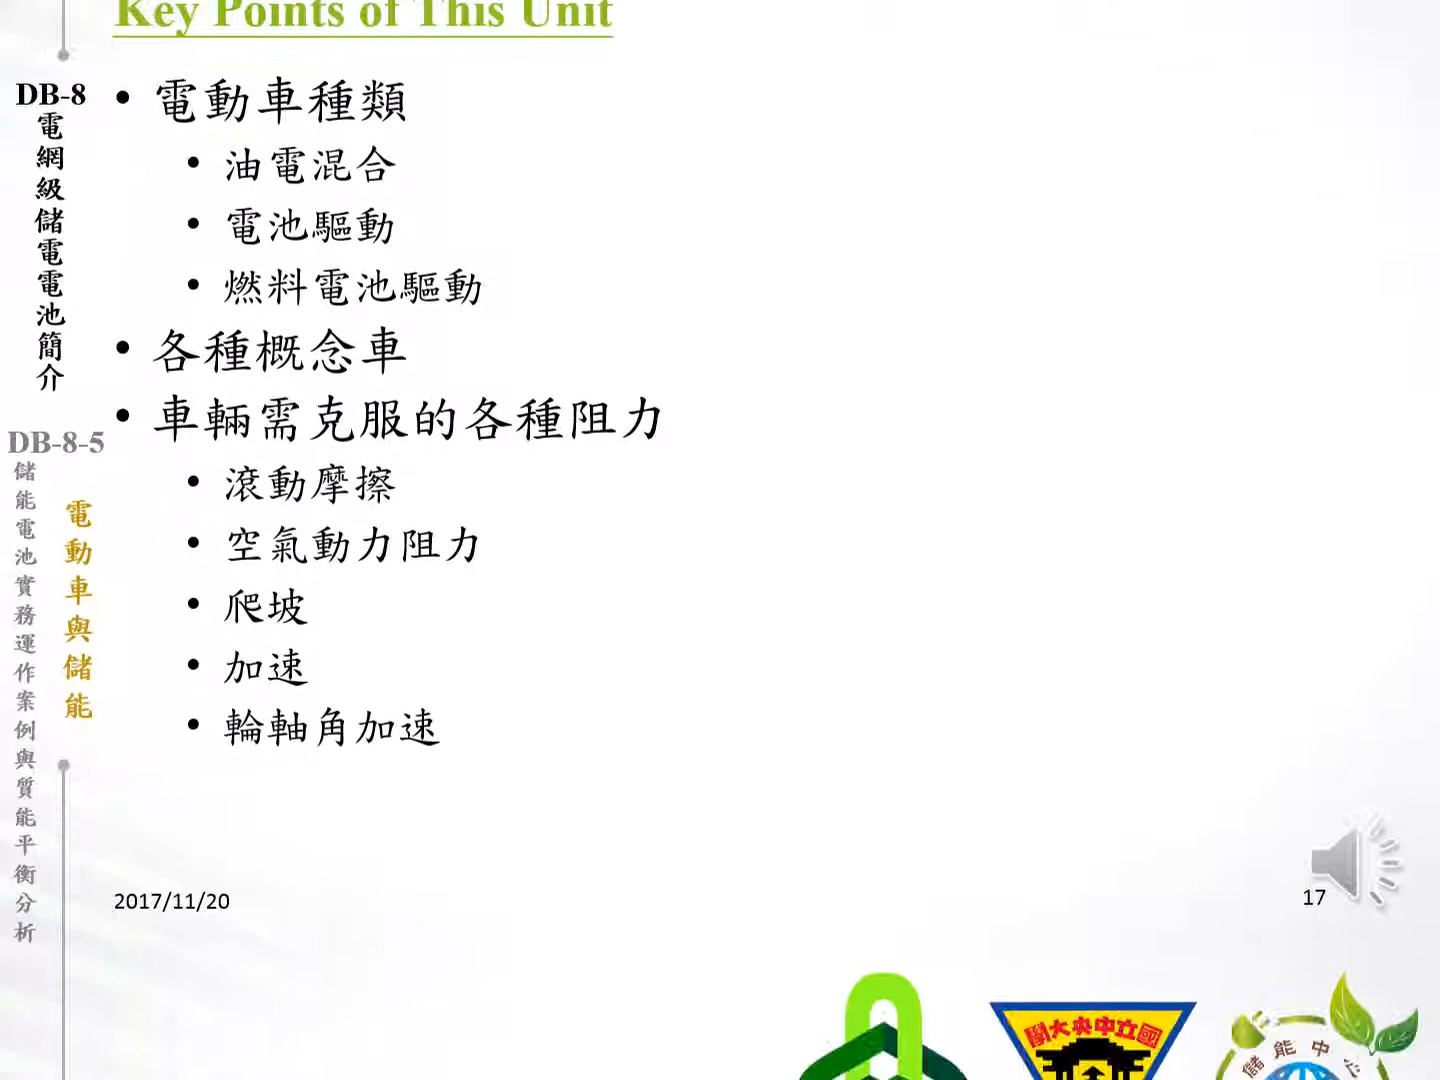 Key Points of This Unit
DB-8
電網級儲電電池簡介
DB-8-5
儲能電池實務運作案例與質能平衡分析
電動車與儲能
• 電動車種類
• 油電混合
• 電池驅動
• 燃料電池驅動
• 各種概念車
• 車輛需克服的各種阻力
• 滾動摩擦
• 空氣動力阻力
• 爬坡
• 加速
• 輪軸角加速
2017/11/20
17
學大央中立國
儲能中心